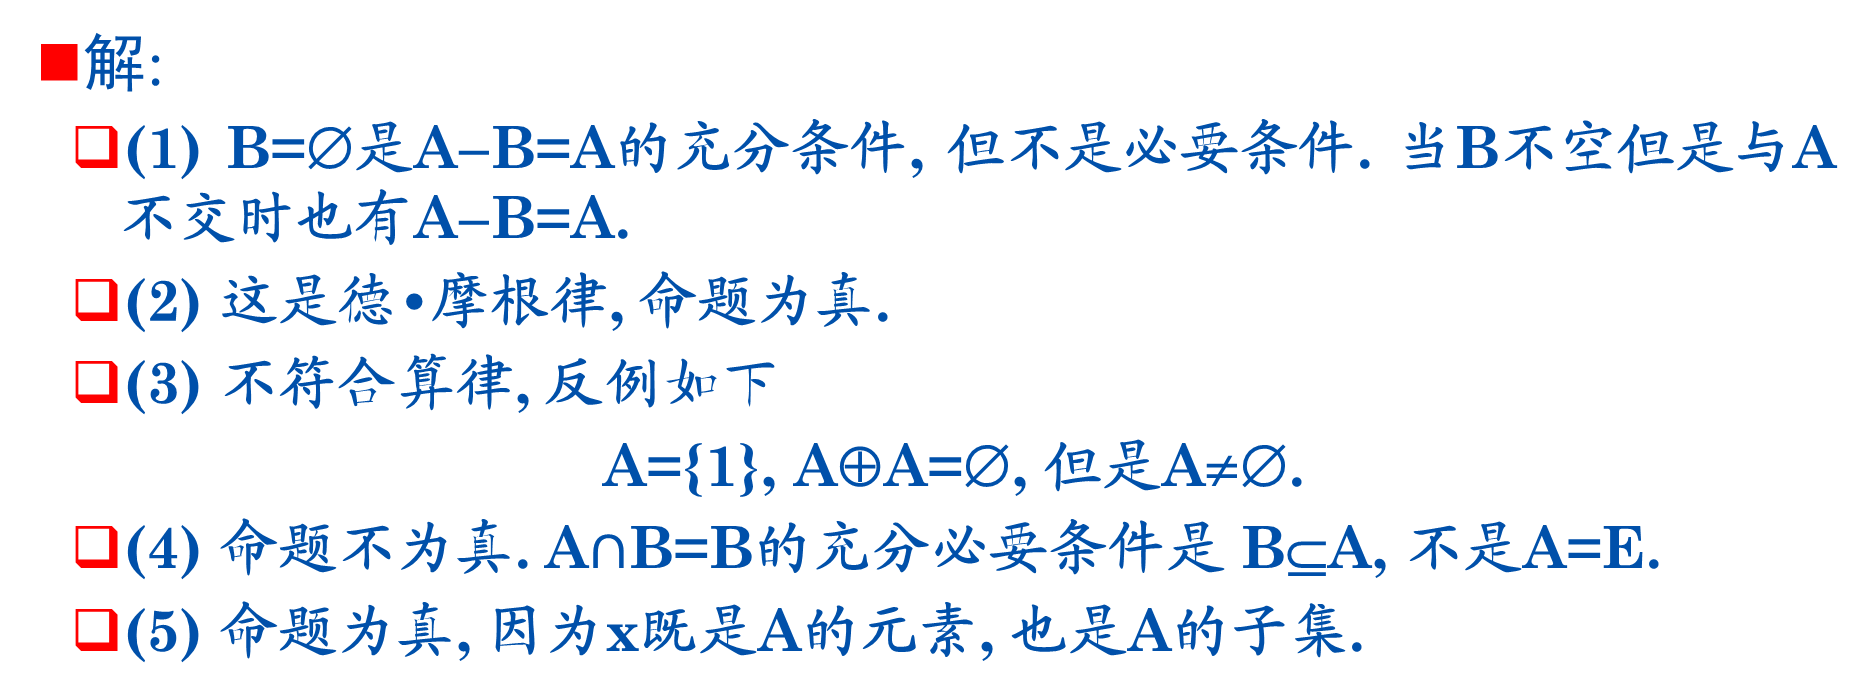 解:
(1) B=∅是A–B=A的充分条件, 但不是必要条件. 当B不空但是与A
不交时也有A–B=A.
(2) 这是德•摩根律, 命题为真.
(3) 不符合算律, 反例如下
A={1}, A⊕A=∅, 但是A≠∅.
(4) 命题不为真. A∩B=B的充分必要条件是 B⊆A, 不是A=E.
(5) 命题为真, 因为x既是A的元素, 也是A的子集.